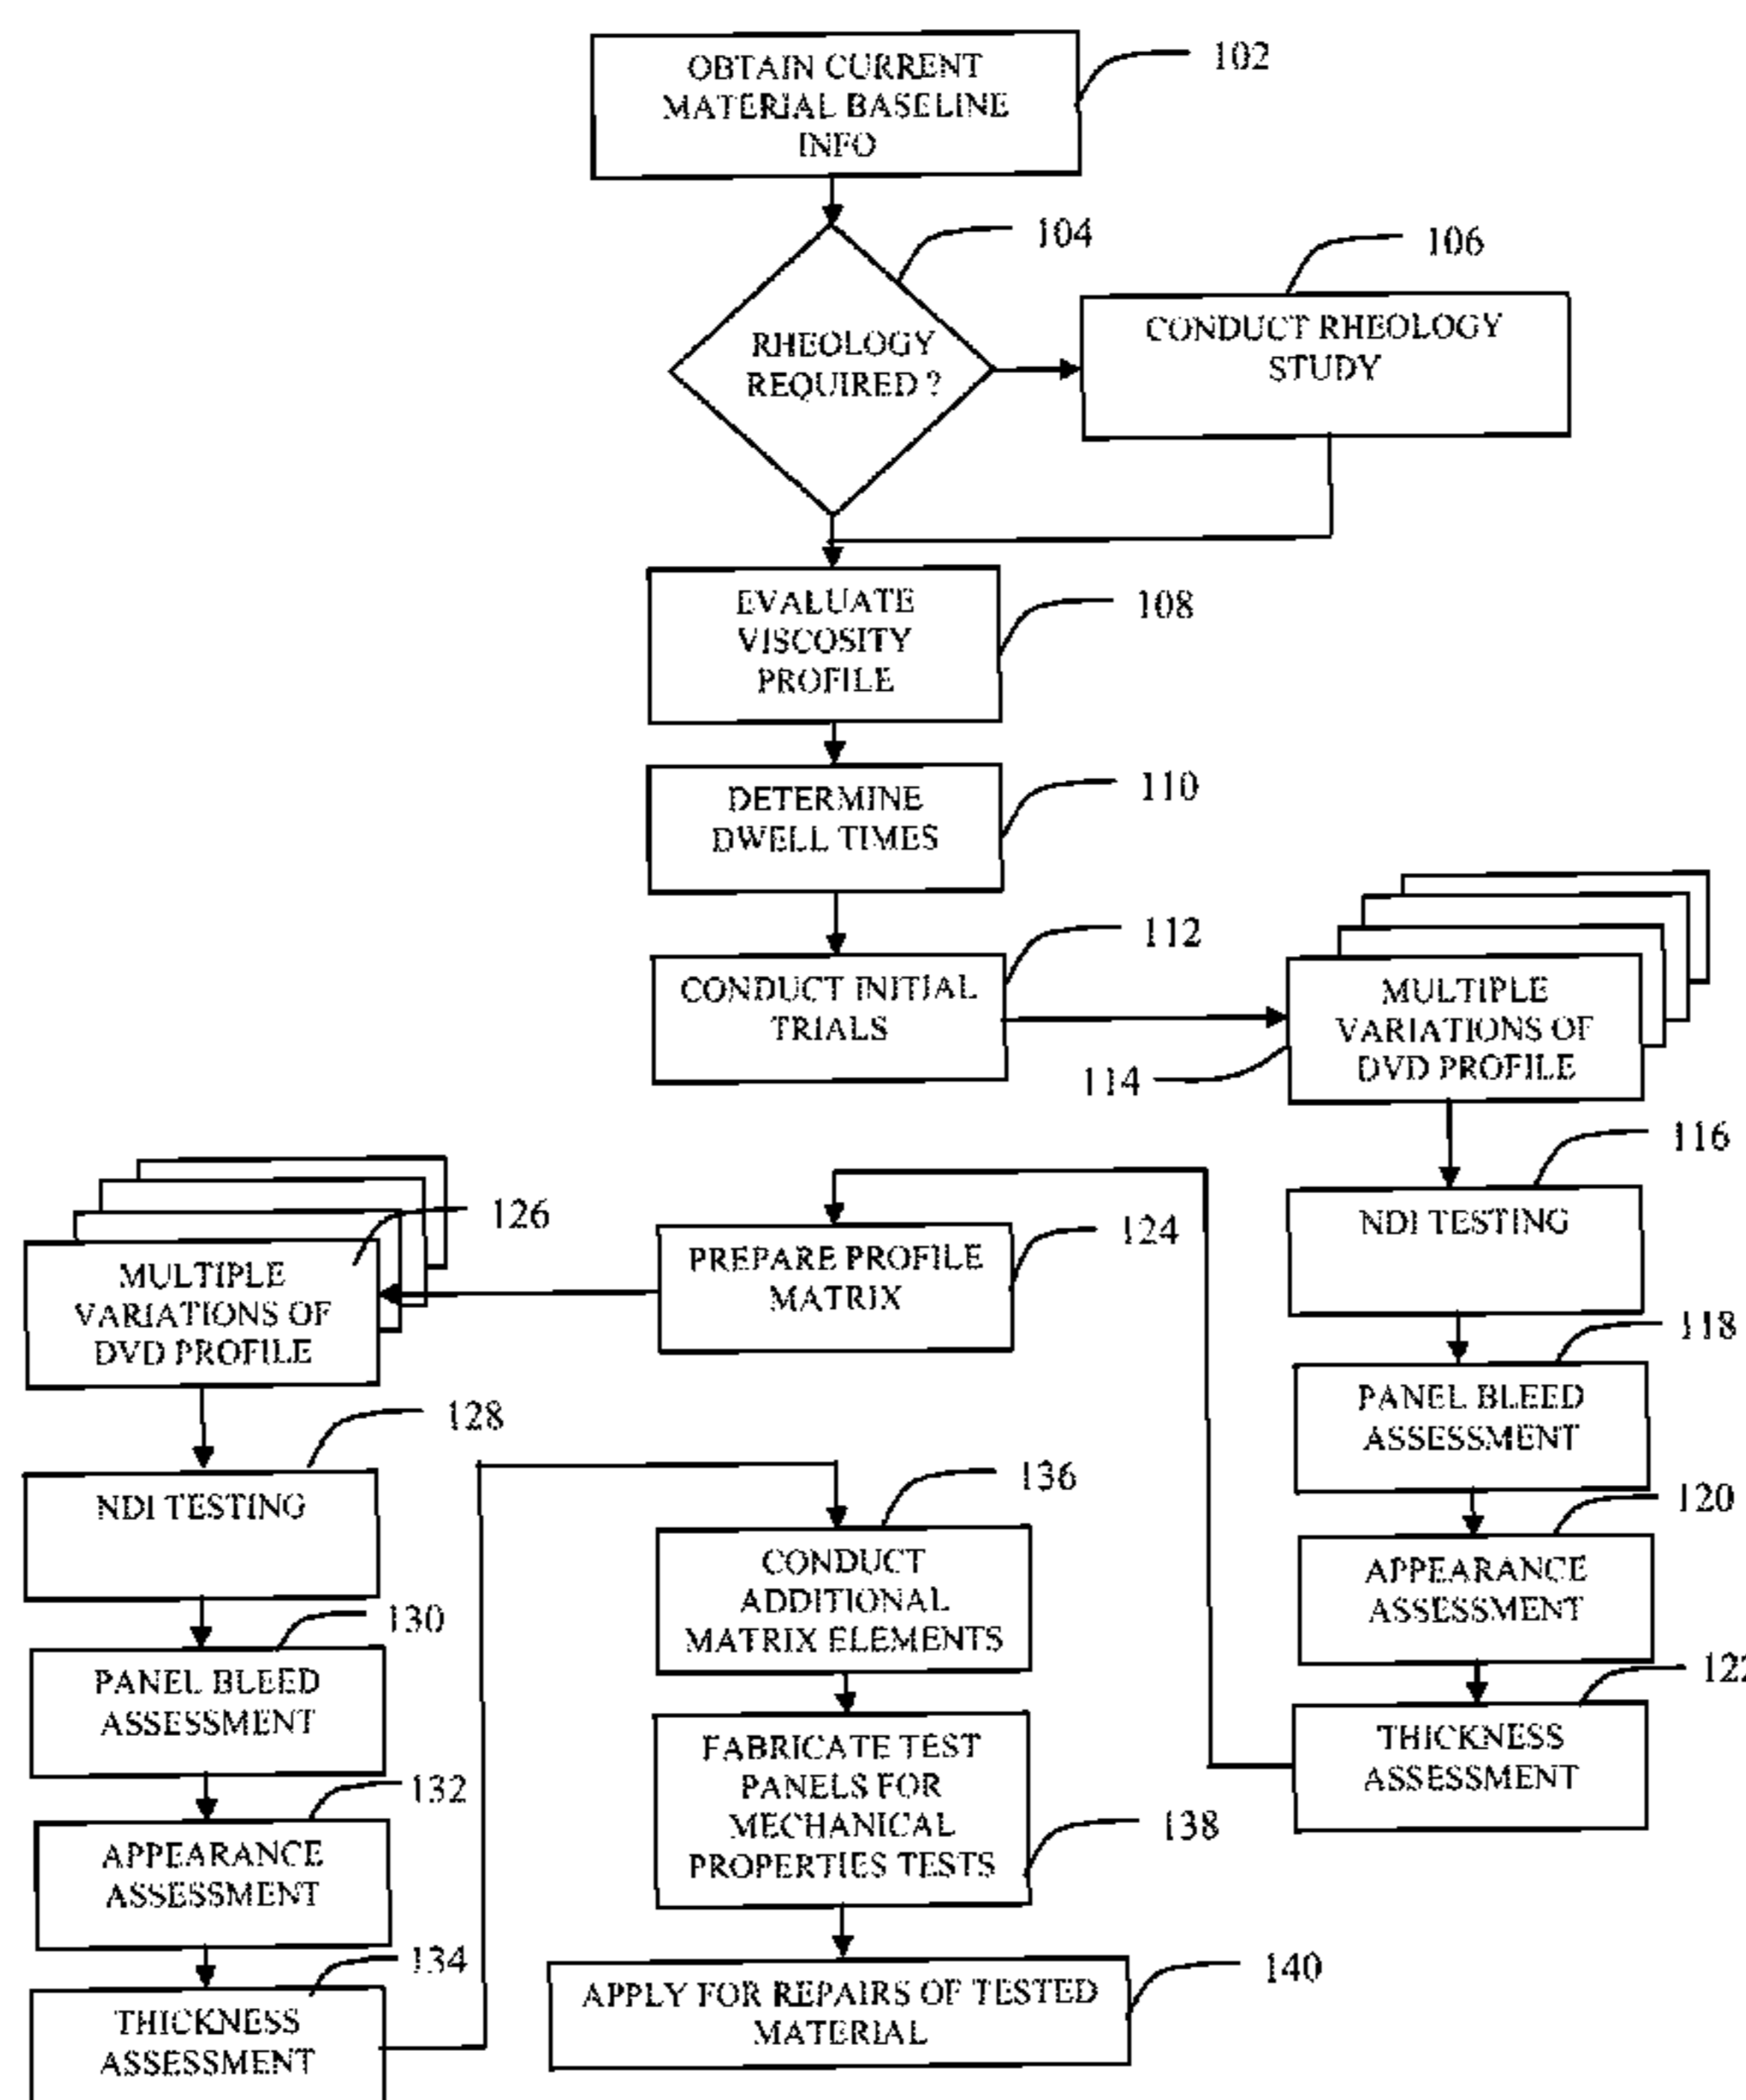 OBTAIN CURRENT
MATERIAL BASELINE
INFO
102
104
RHEOLOGY
REQUIRED ?
106
CONDUCT RHEOLOGY
STUDY
EVALUATE
VISCOSITY
PROFILE
108
DETERMINE
DWELL TIMES
110
CONDUCT INITIAL
TRIALS
112
MULTIPLE
VARIATIONS OF
DVD PROFILE
114
116
NDI TESTING
118
PANEL BLEED
ASSESSMENT
120
APPEARANCE
ASSESSMENT
122
THICKNESS
ASSESSMENT
PREPARE PROFILE
MATRIX
124
126
MULTIPLE
VARIATIONS OF
DVD PROFILE
128
NDI TESTING
130
PANEL BLEED
ASSESSMENT
132
APPEARANCE
ASSESSMENT
134
THICKNESS
ASSESSMENT
136
CONDUCT
ADDITIONAL
MATRIX ELEMENTS
FABRICATE TEST
PANELS FOR
MECHANICAL
PROPERTIES TESTS
138
APPLY FOR REPAIRS OF TESTED
MATERIAL
140